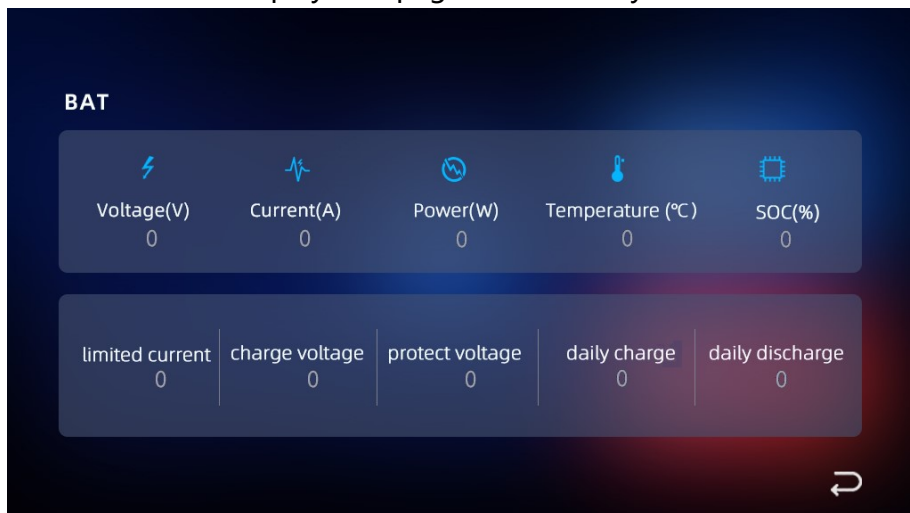 BAT
Voltage(V) Current(A) Power(W) Temperature (℃) SOC(%)
0 0 0 0 0
limited current charge voltage protect voltage daily charge daily discharge
0 0 0 0 0